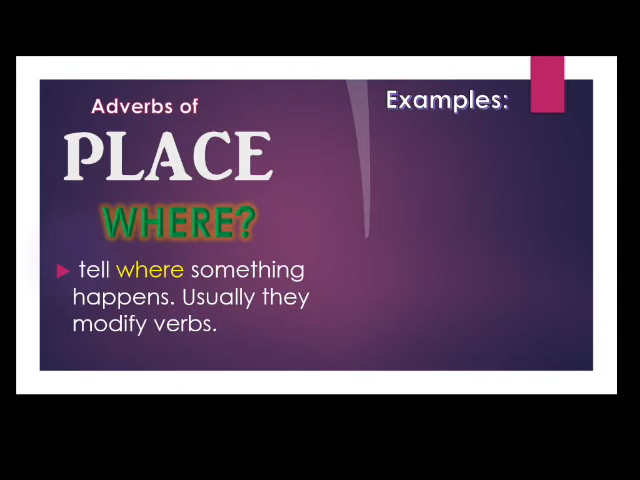 Adverbs of
PLACE
WHERE?
tell where something
happens. Usually they
modify verbs.
Examples: